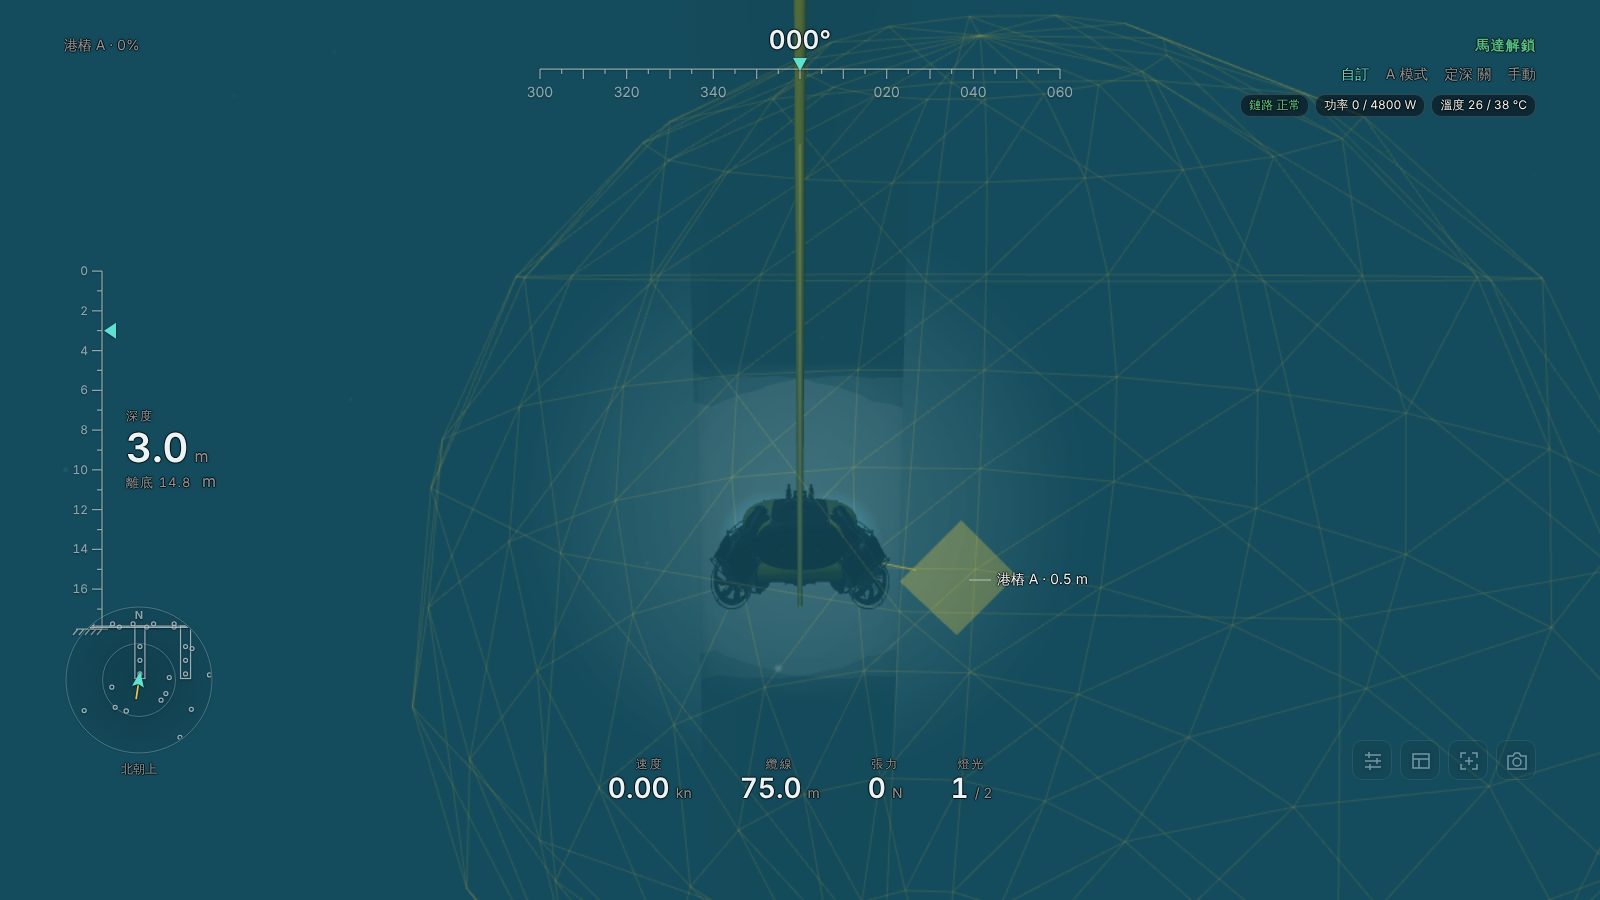 港樁 A · 0%
000°
300 320 340 020 040 060
馬達解鎖
自訂 A 模式 定深 關 手動
鏈路 正常 功率 0 / 4800 W 溫度 26 / 38 °C
0
2
4
6
8
10
12
14
16
深度
3.0 m
離底 14.8 m
港樁 A · 0.5 m
N
北朝上
速度 纜線 張力 燈光
0.00 kn 75.0 m 0 N 1 / 2